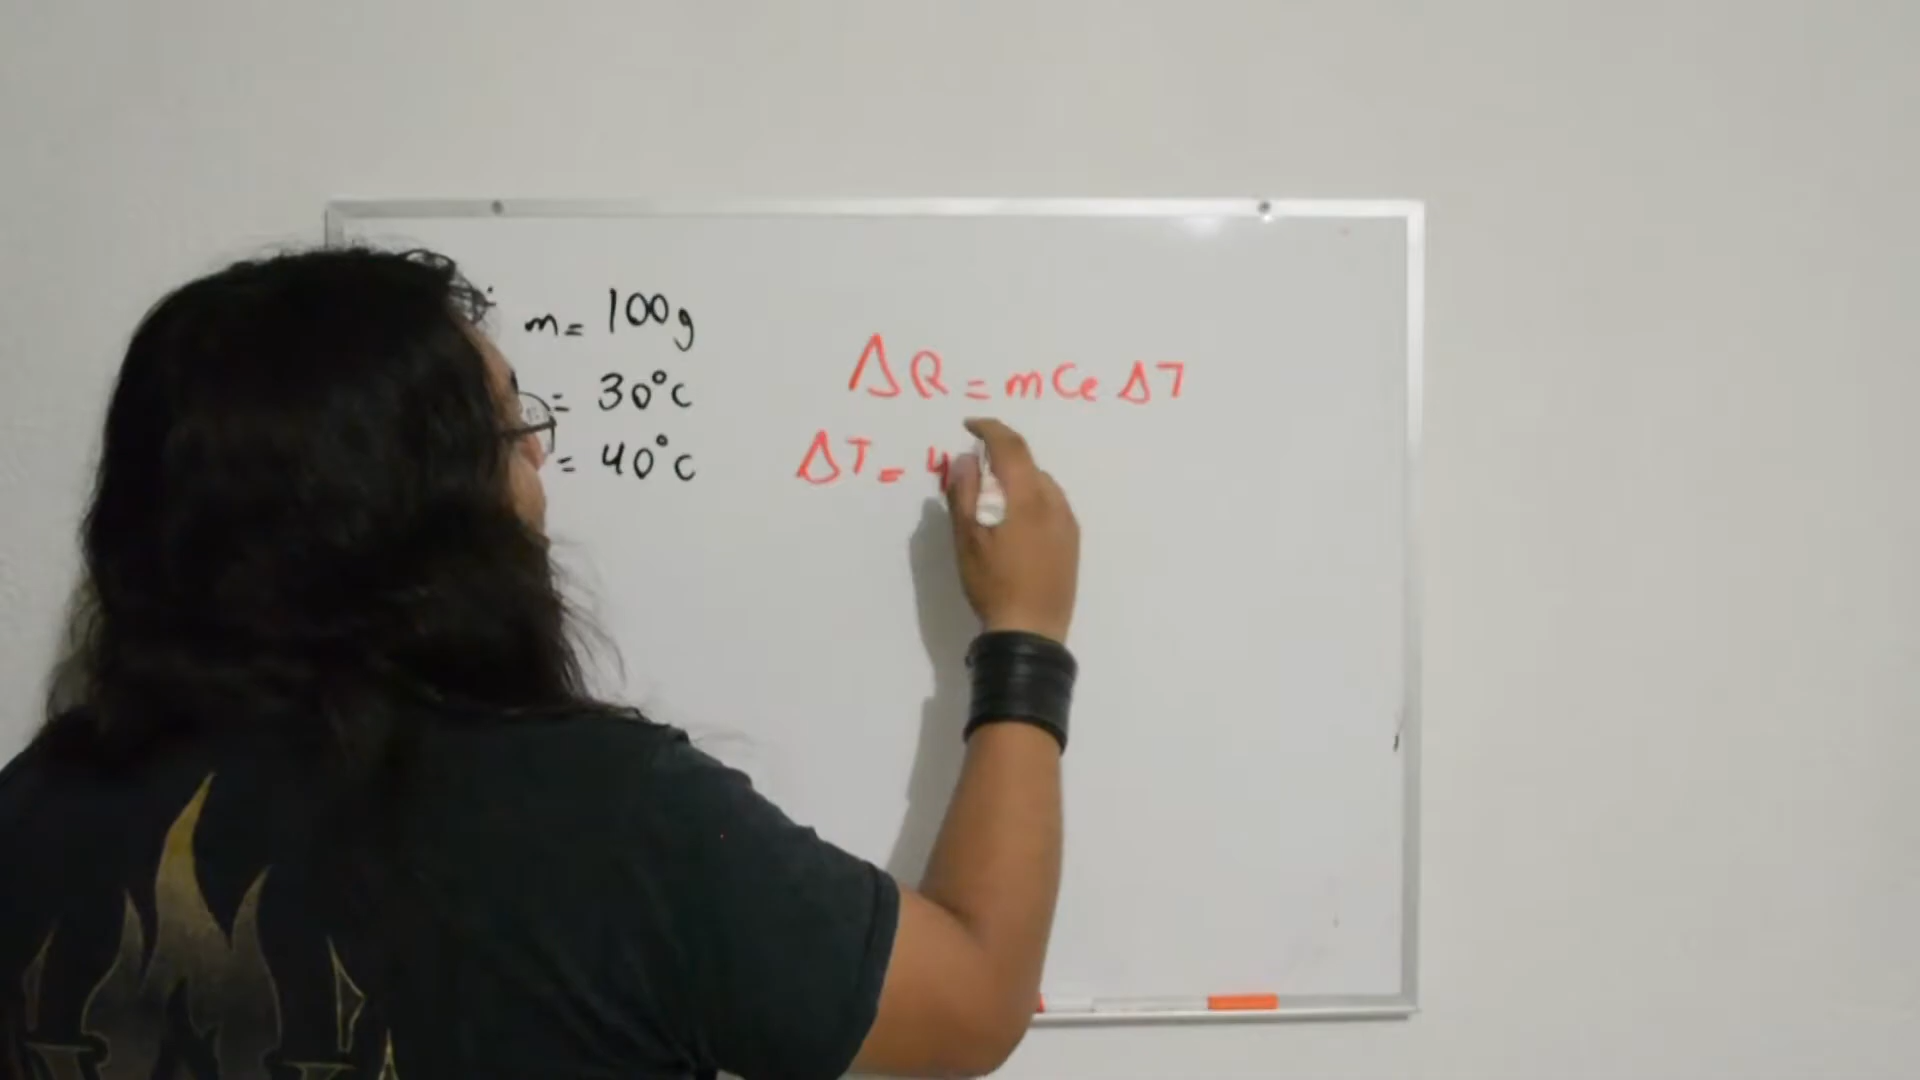 m = 100g
= 30°C
= 40°C
ΔQ = mCe ΔT
ΔT = 4